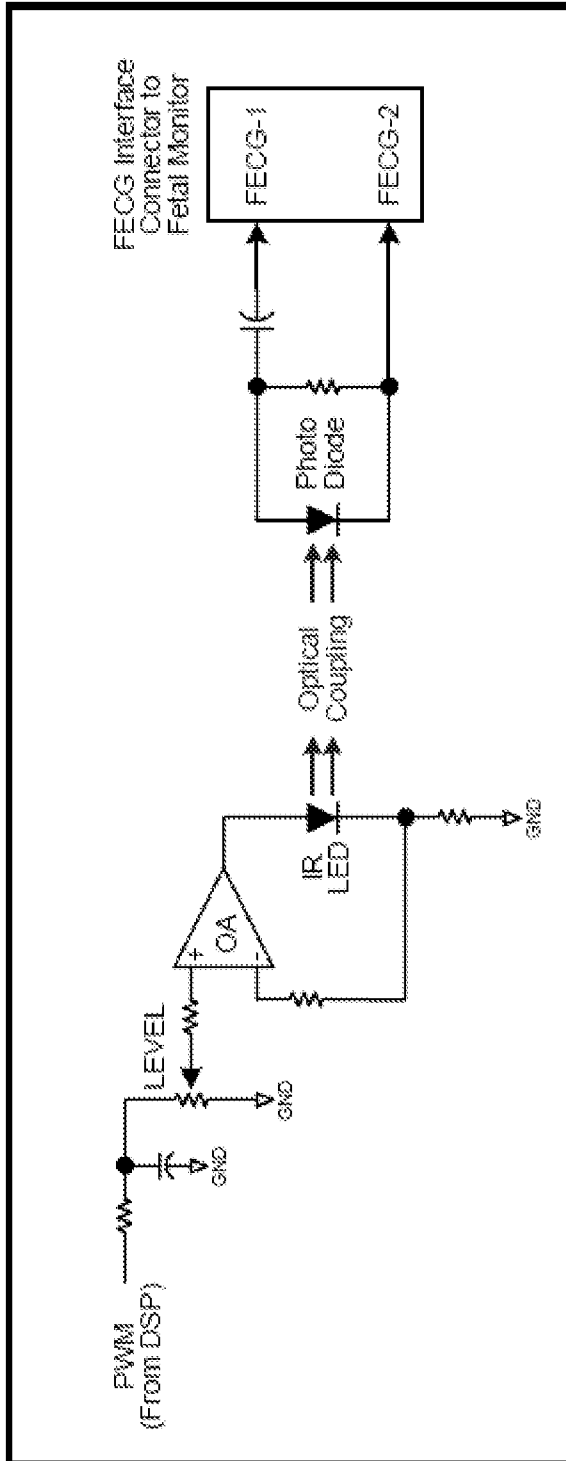 PWM
(From DSP)
GND
LEVEL
GND
+
OA
-
IR
LED
GND
Optical
Coupling
Photo
Diode
FECG Interface
Connector to
Fetal Monitor
FECG-1
FECG-2